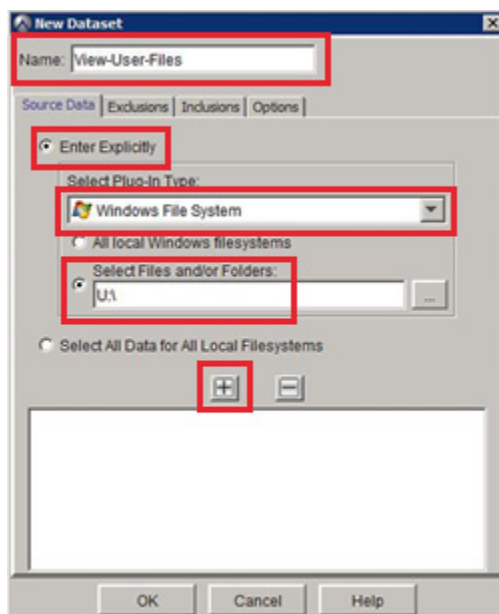 New Dataset
Name: View-User-Files
Source Data Exclusions Inclusions Options
Enter Explicitly
Select Plug-In Type:
Windows File System
All local Windows filesystems
Select Files and/or Folders:
U:\
...
Select All Data for All Local Filesystems
OK Cancel Help